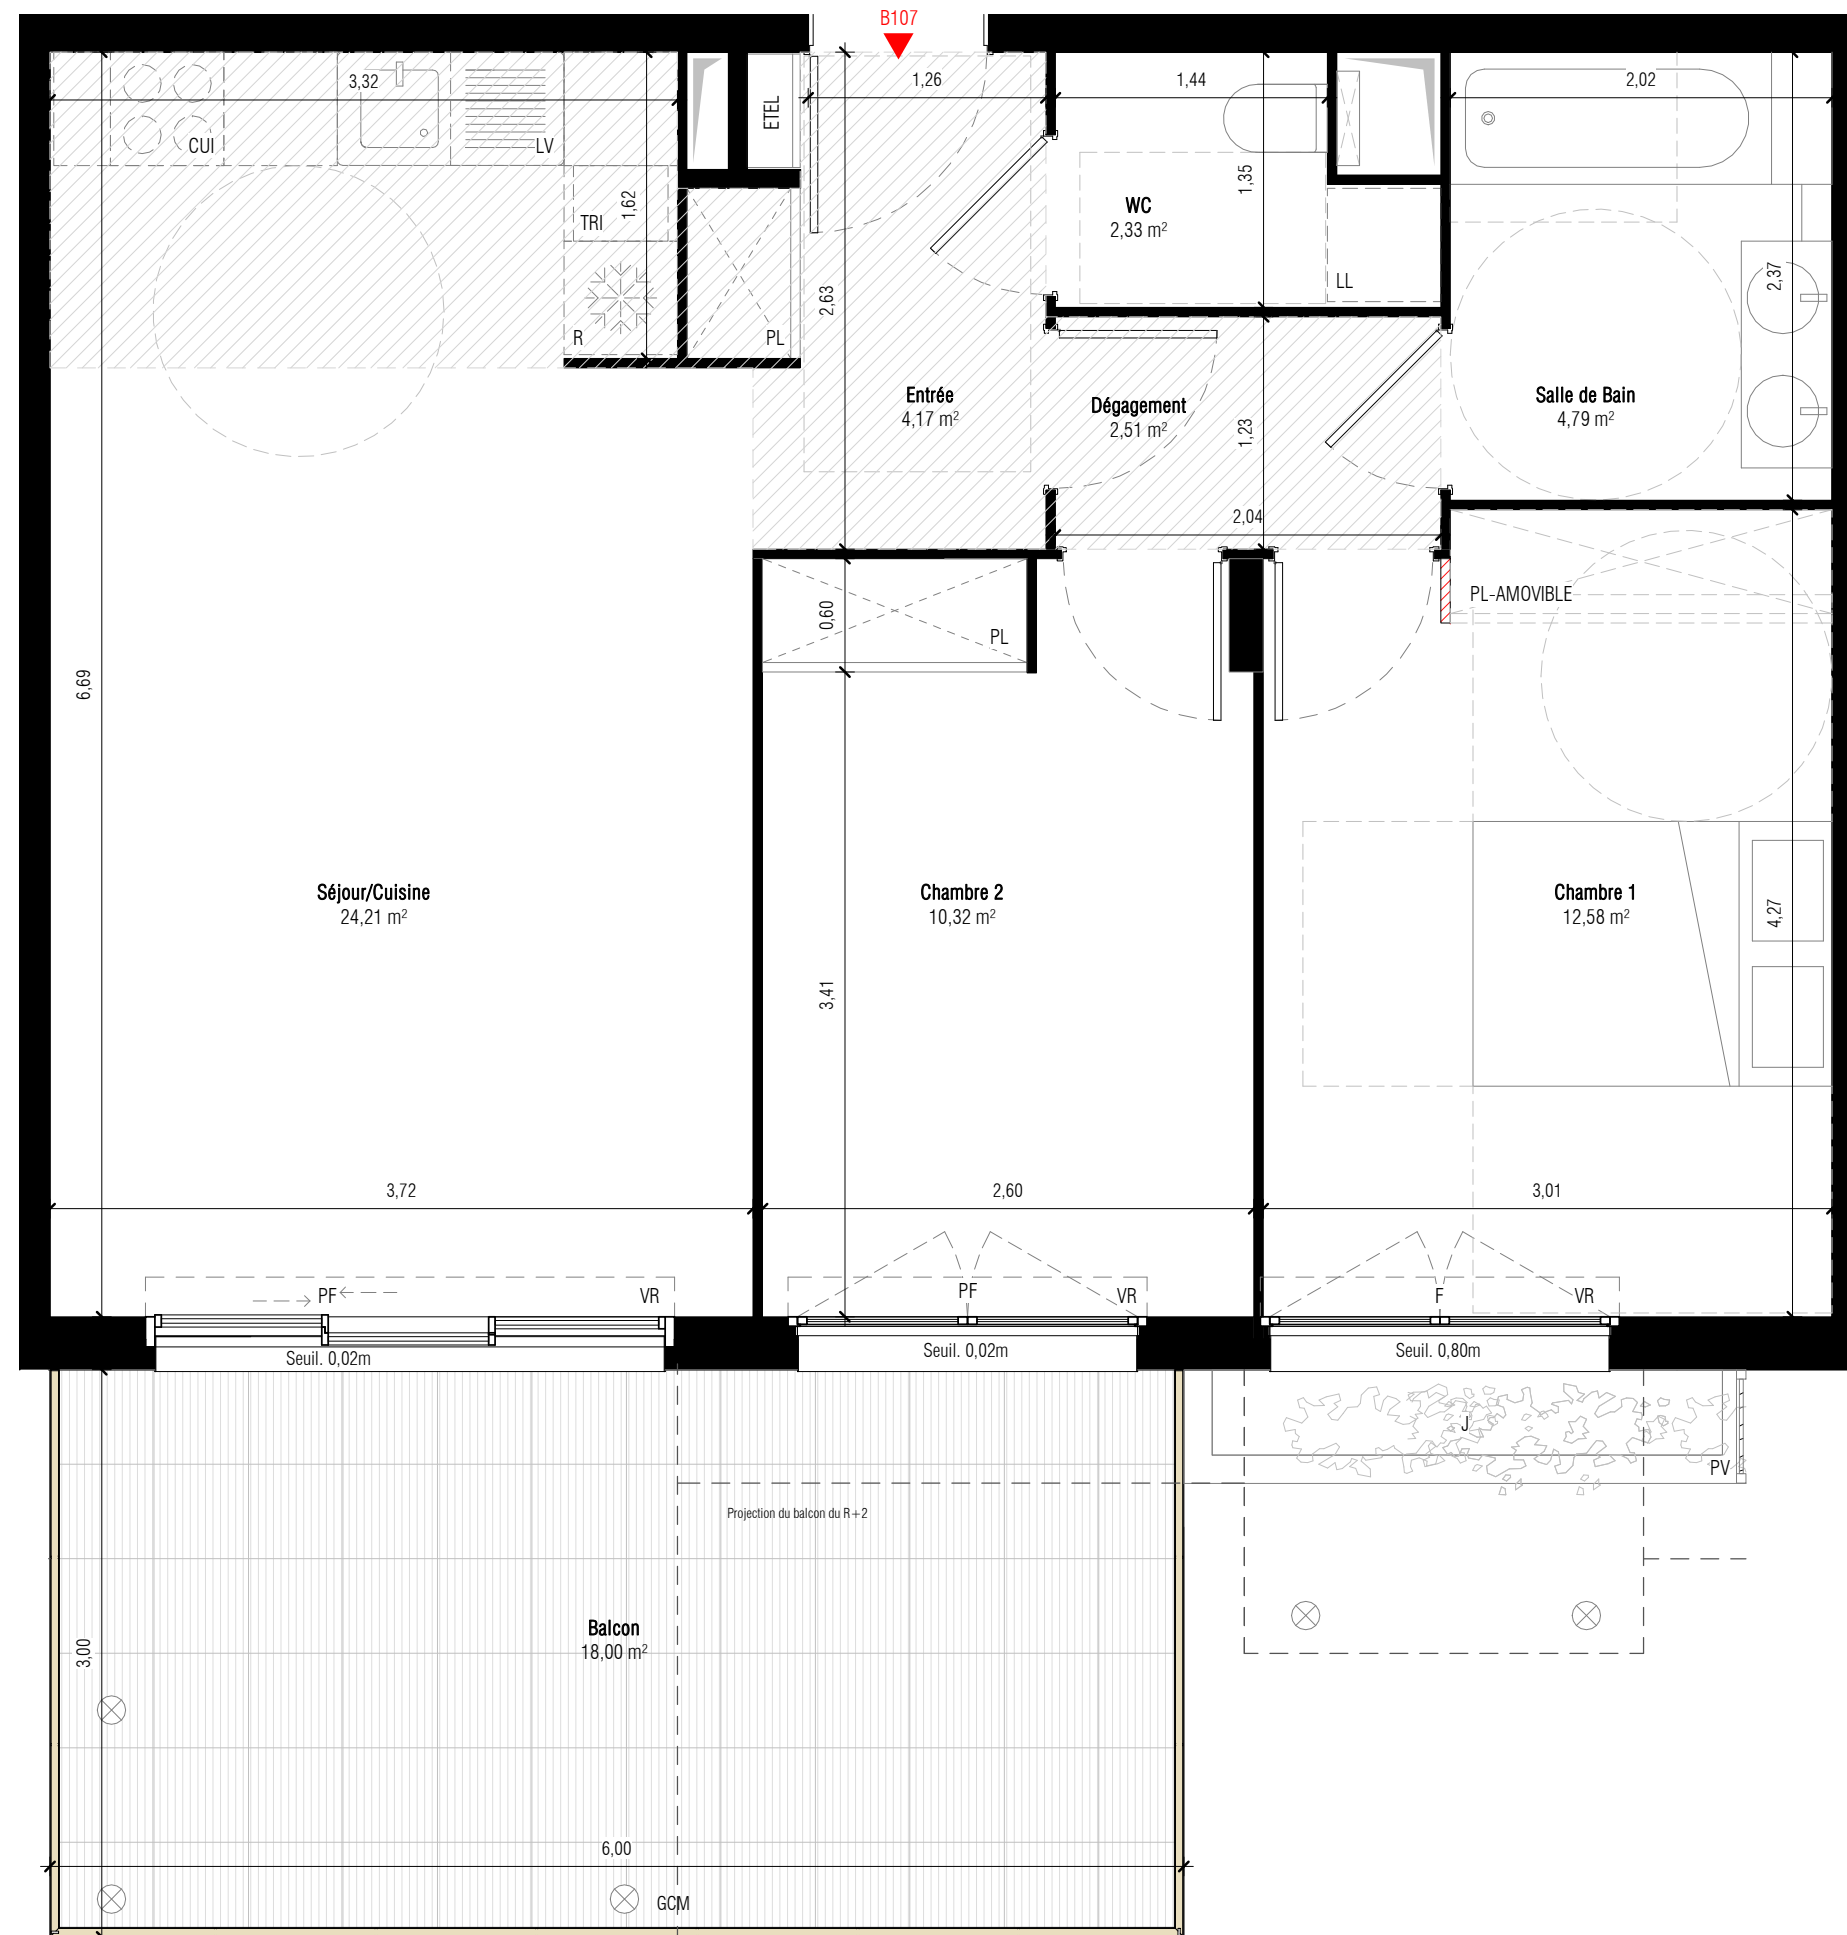 B107
3,32
1,26
1,44
2,02
ETEL
CUI
LV
1,62
TRI
R
PL
2,63
WC
2,33 m²
1,35
LL
2,37
Entrée
4,17 m²
Dégagement
2,51 m²
1,23
Salle de Bain
4,79 m²
2,04
PL-AMOVIBLE
0,60
PL
6,69
Séjour/Cuisine
24,21 m²
Chambre 2
10,32 m²
Chambre 1
12,58 m²
4,27
3,41
3,72
2,60
3,01
PF
VR
PF
VR
F
VR
Seuil. 0,02m
Seuil. 0,02m
Seuil. 0,80m
J
PV
Projection du balcon du R+2
Balcon
18,00 m²
3,00
6,00
GCM